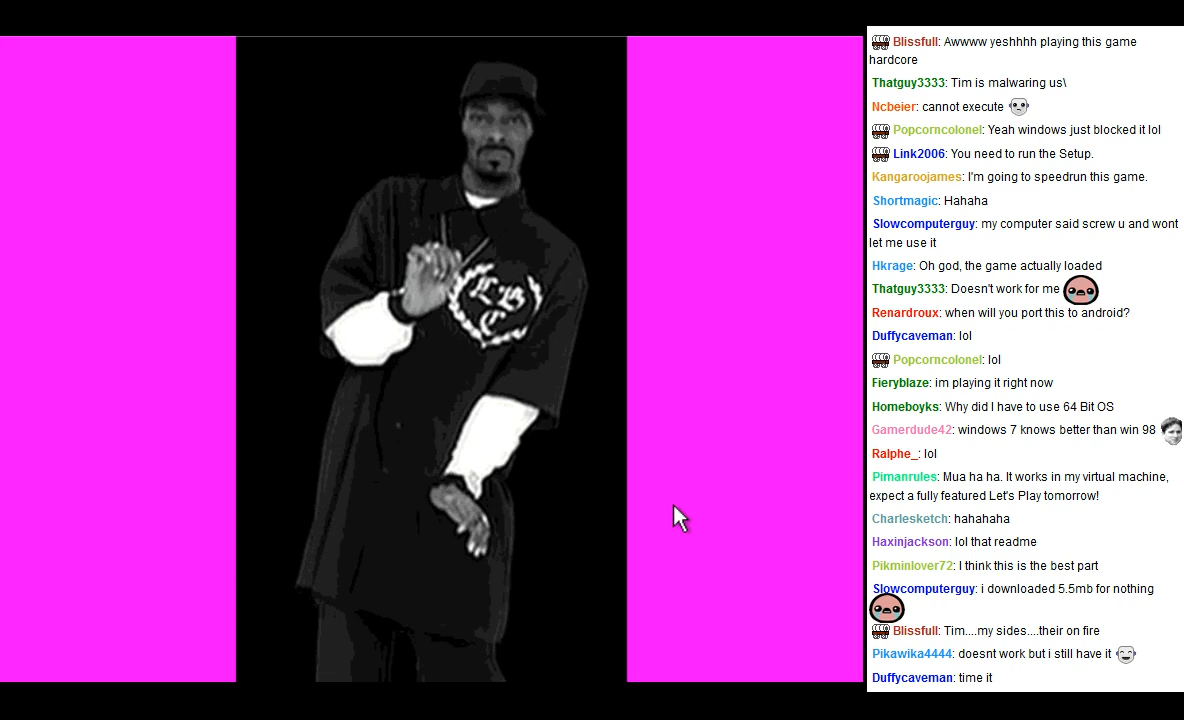 L B
C
Blissfull: Awwww yeshhhh playing this game
hardcore
Thatguy3333: Tim is malwaring us\
Ncbeier: cannot execute
Popcorncolonel: Yeah windows just blocked it lol
Link2006: You need to run the Setup.
Kangaroojames: I'm going to speedrun this game.
Shortmagic: Hahaha
Slowcomputerguy: my computer said screw u and wont
let me use it
Hkrage: Oh god, the game actually loaded
Thatguy3333: Doesn't work for me
Renardroux: when will you port this to android?
Duffycaveman: lol
Popcorncolonel: lol
Fieryblaze: im playing it right now
Homeboyks: Why did I have to use 64 Bit OS
Gamerdude42: windows 7 knows better than win 98
Ralphe_: lol
Pimanrules: Mua ha ha. It works in my virtual machine,
expect a fully featured Let's Play tomorrow!
Charlesketch: hahahaha
Haxinjackson: lol that readme
Pikminlover72: I think this is the best part
Slowcomputerguy: i downloaded 5.5mb for nothing
Blissfull: Tim....my sides....their on fire
Pikawika4444: doesnt work but i still have it
Duffycaveman: time it